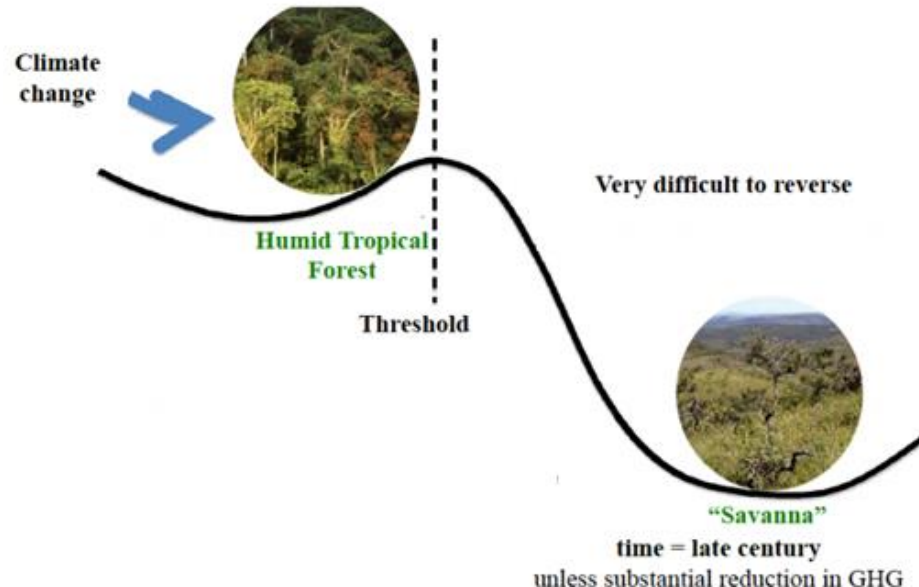 Climate
change
Very difficult to reverse
Humid Tropical
Forest
Threshold
“Savanna”
time = late century
unless substantial reduction in GHG